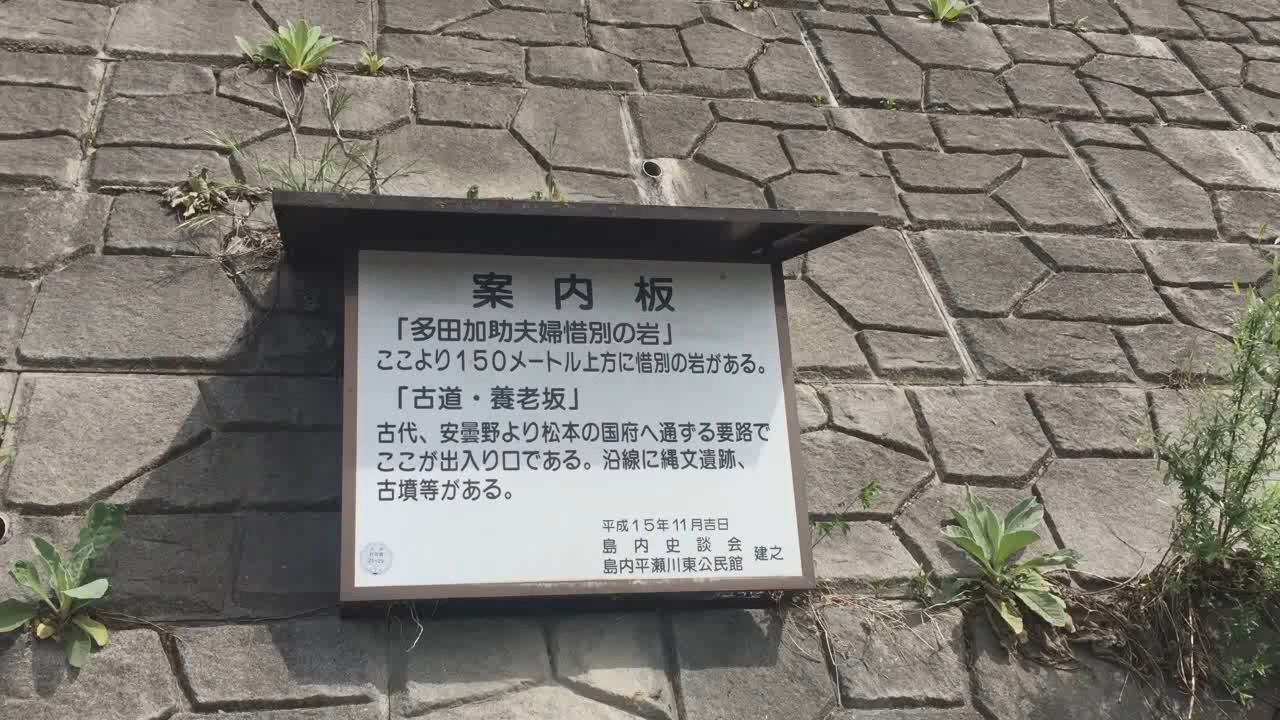 案内板
「多田加助夫婦惜別の岩」
ここより150メートル上方に惜別の岩がある。
「古道・養老坂」
古代、安曇野より松本の国府へ通ずる要路で
ここが出入り口である。沿線に縄文遺跡、
古墳等がある。
平成15年11月吉日
島内史談会
島内平瀬川東公民館 建之